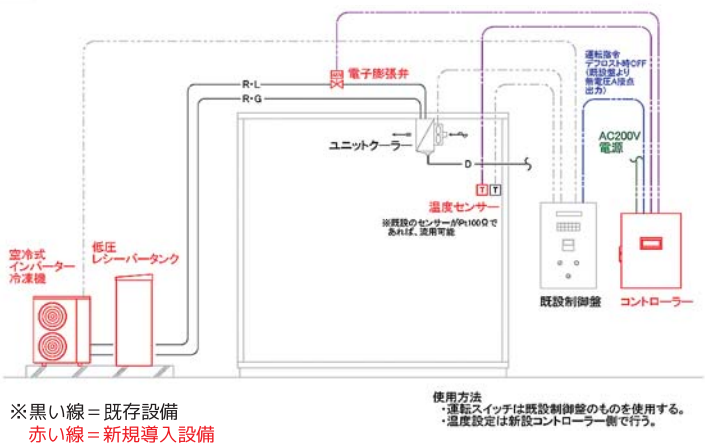 運転指令
デフロスト時OFF
(既設盤より
無電圧A接点
出力)
電子膨張弁
R・L
R・G
AC200V
電源
ユニットクーラー
D
T
T
温度センサー
※既設のセンサーがPt100Ωで
あれば、流用可能
空冷式
インバーター
冷凍機
低圧
レシーバータンク
既設制御盤
コントローラー
※黒い線＝既存設備
赤い線＝新規導入設備
使用方法
・運転スイッチは既設制御盤のものを使用する。
・温度設定は新設コントローラー側で行う。